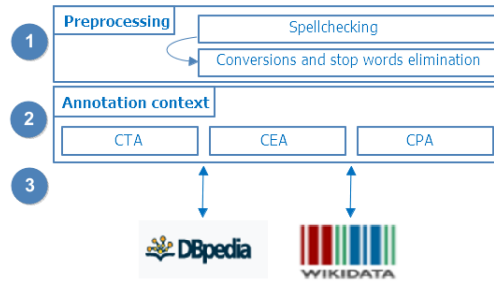 1
Preprocessing
Spellchecking
Conversions and stop words elimination
2
Annotation context
CTA CEA CPA
3
DBpedia
WIKIDATA